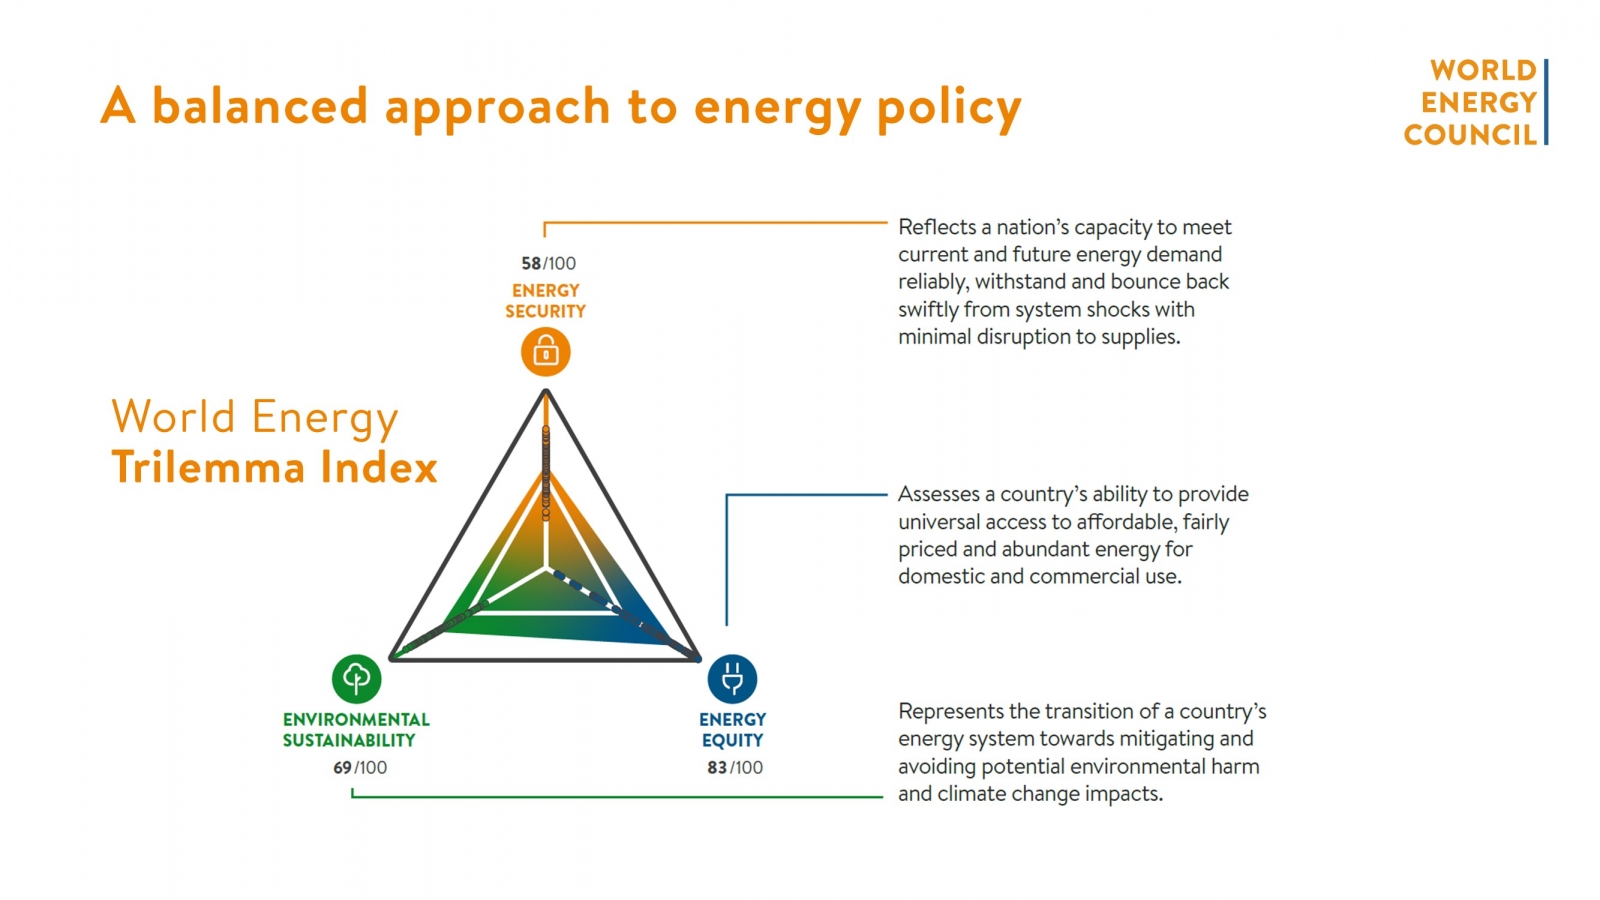 A balanced approach to energy policy
WORLD
ENERGY
COUNCIL
58/100
ENERGY
SECURITY
Reflects a nation's capacity to meet
current and future energy demand
reliably, withstand and bounce back
swiftly from system shocks with
minimal disruption to supplies.
World Energy
Trilemma Index
Assesses a country's ability to provide
universal access to affordable, fairly
priced and abundant energy for
domestic and commercial use.
ENVIRONMENTAL
SUSTAINABILITY
69/100
ENERGY
EQUITY
83/100
Represents the transition of a country's
energy system towards mitigating and
avoiding potential environmental harm
and climate change impacts.